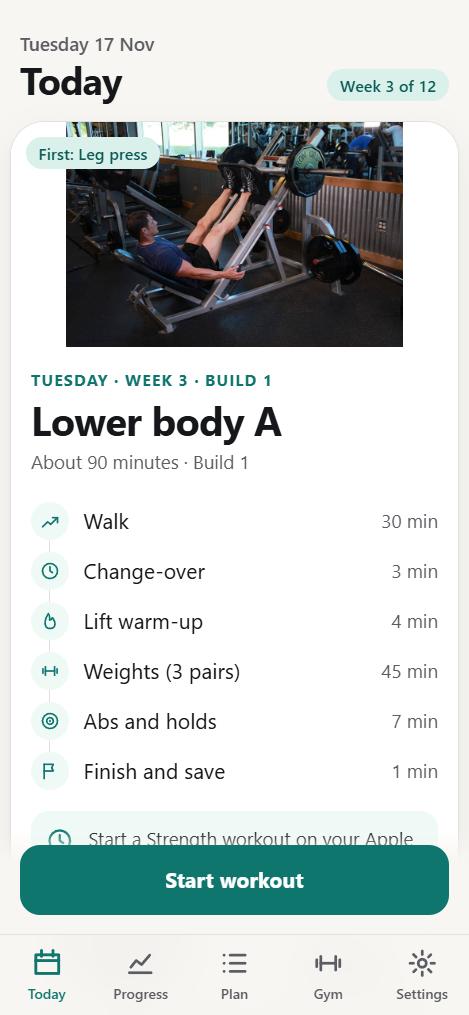 Tuesday 17 Nov
Today
Week 3 of 12
First: Leg press
TUESDAY · WEEK 3 · BUILD 1
Lower body A
About 90 minutes · Build 1
Walk 30 min
Change-over 3 min
Lift warm-up 4 min
Weights (3 pairs) 45 min
Abs and holds 7 min
Finish and save 1 min
Start a Strength workout on your Apple
Start workout
Today Progress Plan Gym Settings